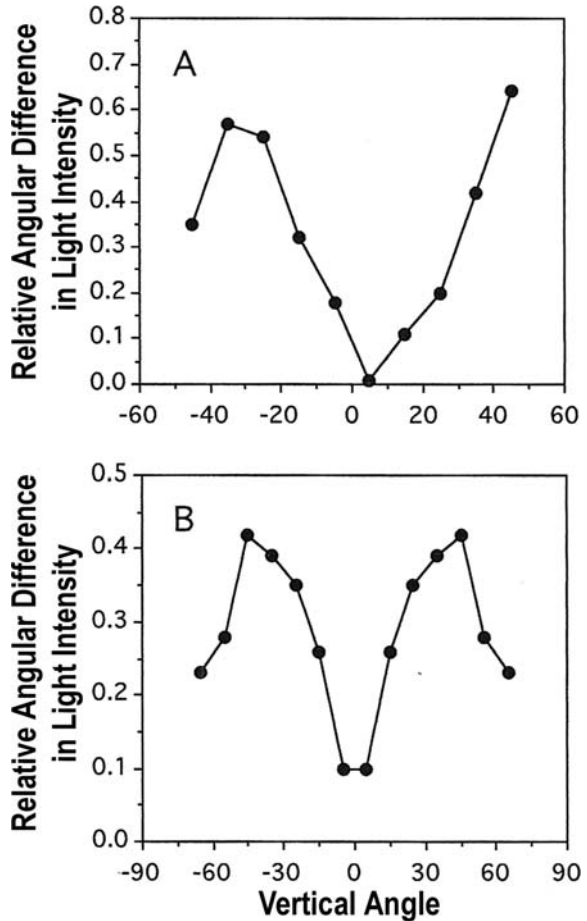 Relative Angular Difference
in Light Intensity
A
0.8
0.7
0.6
0.5
0.4
0.3
0.2
0.1
0.0
-60 -40 -20 0 20 40 60
Relative Angular Difference
in Light Intensity
B
0.5
0.4
0.3
0.2
0.1
0.0
-90 -60 -30 0 30 60 90
Vertical Angle